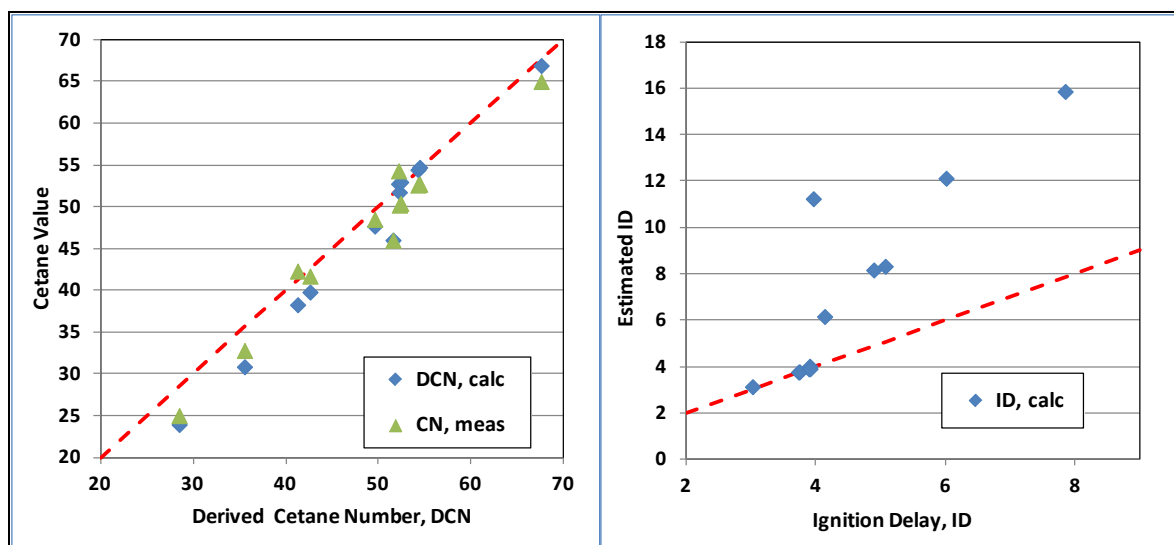 70
65
60
55
50
45
40
35
30
25
20
Cetane Value
20 30 40 50 60 70
Derived Cetane Number, DCN
DCN, calc
CN, meas
18
16
14
12
10
8
6
4
2
0
Estimated ID
2 4 6 8
Ignition Delay, ID
ID, calc